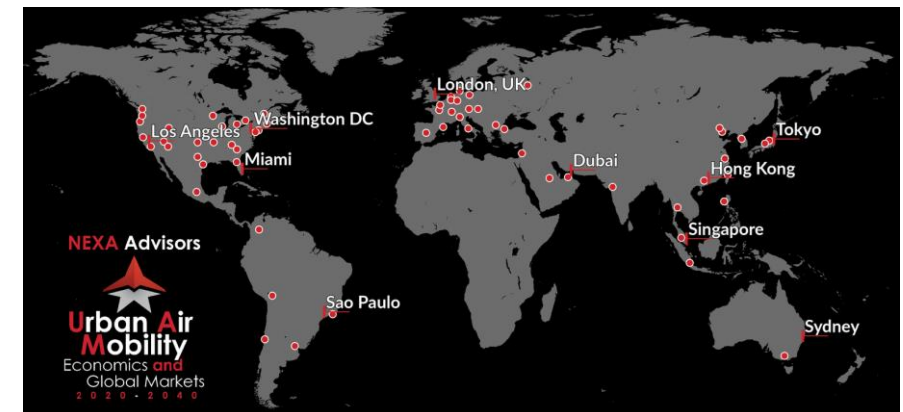 London, UK
Washington DC
Los Angeles
Miami
Tokyo
Dubai
Hong Kong
Singapore
Sao Paulo
Sydney
NEXA Advisors
Urban Air
Mobility
Economics and
Global Markets
2020-2040